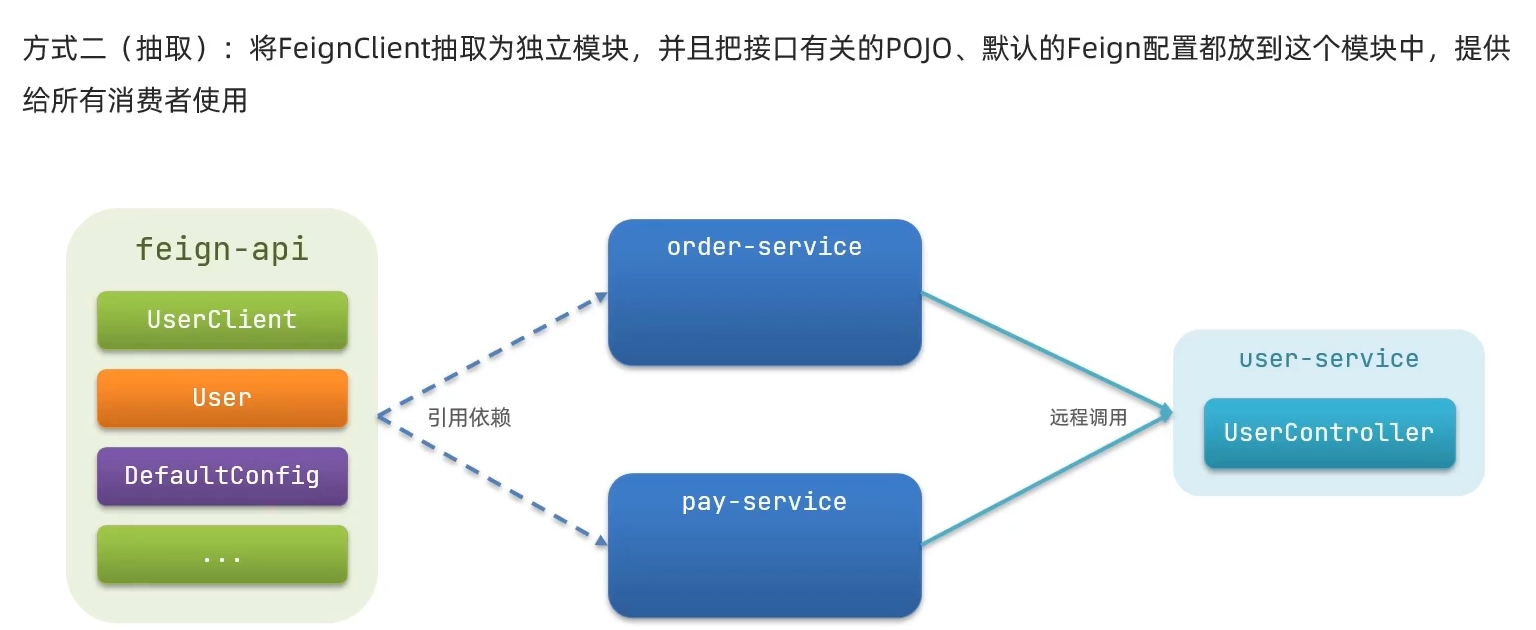 方式二（抽取）：将FeignClient抽取为独立模块，并且把接口有关的POJO、默认的Feign配置都放到这个模块中，提供
给所有消费者使用
feign-api
UserClient
User
DefaultConfig
...
引用依赖
order-service
pay-service
远程调用
user-service
UserController